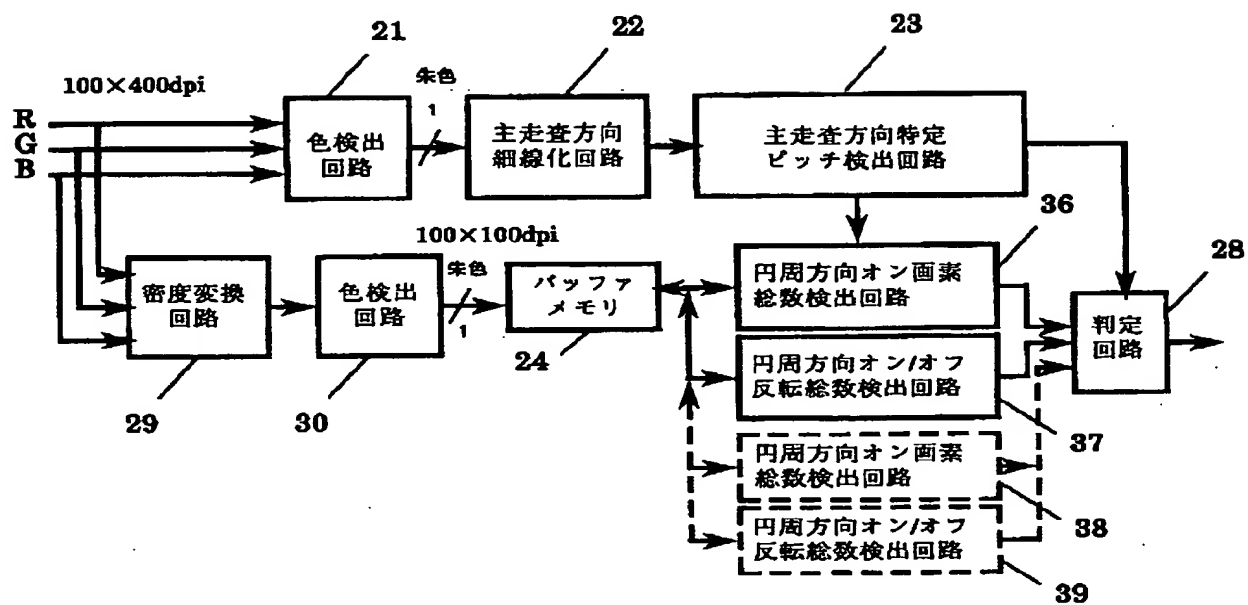 21
22
23
100×400dpi
朱色
1
R
G
B
色検出
回路
主走査方向
細線化回路
主走査方向特定
ピッチ検出回路
36
28
100×100dpi
朱色
1
密度変換
回路
色検出
回路
バッファ
メモリ
円周方向オン画素
総数検出回路
判定
回路
24
29
30
円周方向オン/オフ
反転総数検出回路
37
円周方向オン画素
総数検出回路
38
円周方向オン/オフ
反転総数検出回路
39